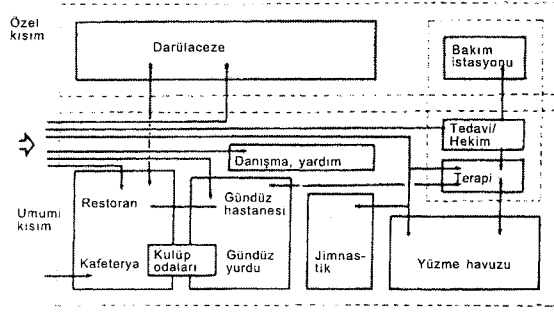 Özel
kısım
Darülaceze
Bakım
istasyonu
Tedavi/
Hekim
Danışma, yardım
Terapi
Restoran
Gündüz
hastanesi
Umumi
kısım
Kafeterya
Kulüp
odaları
Gündüz
yurdu
Jimnas-
tik
Yüzme havuzu